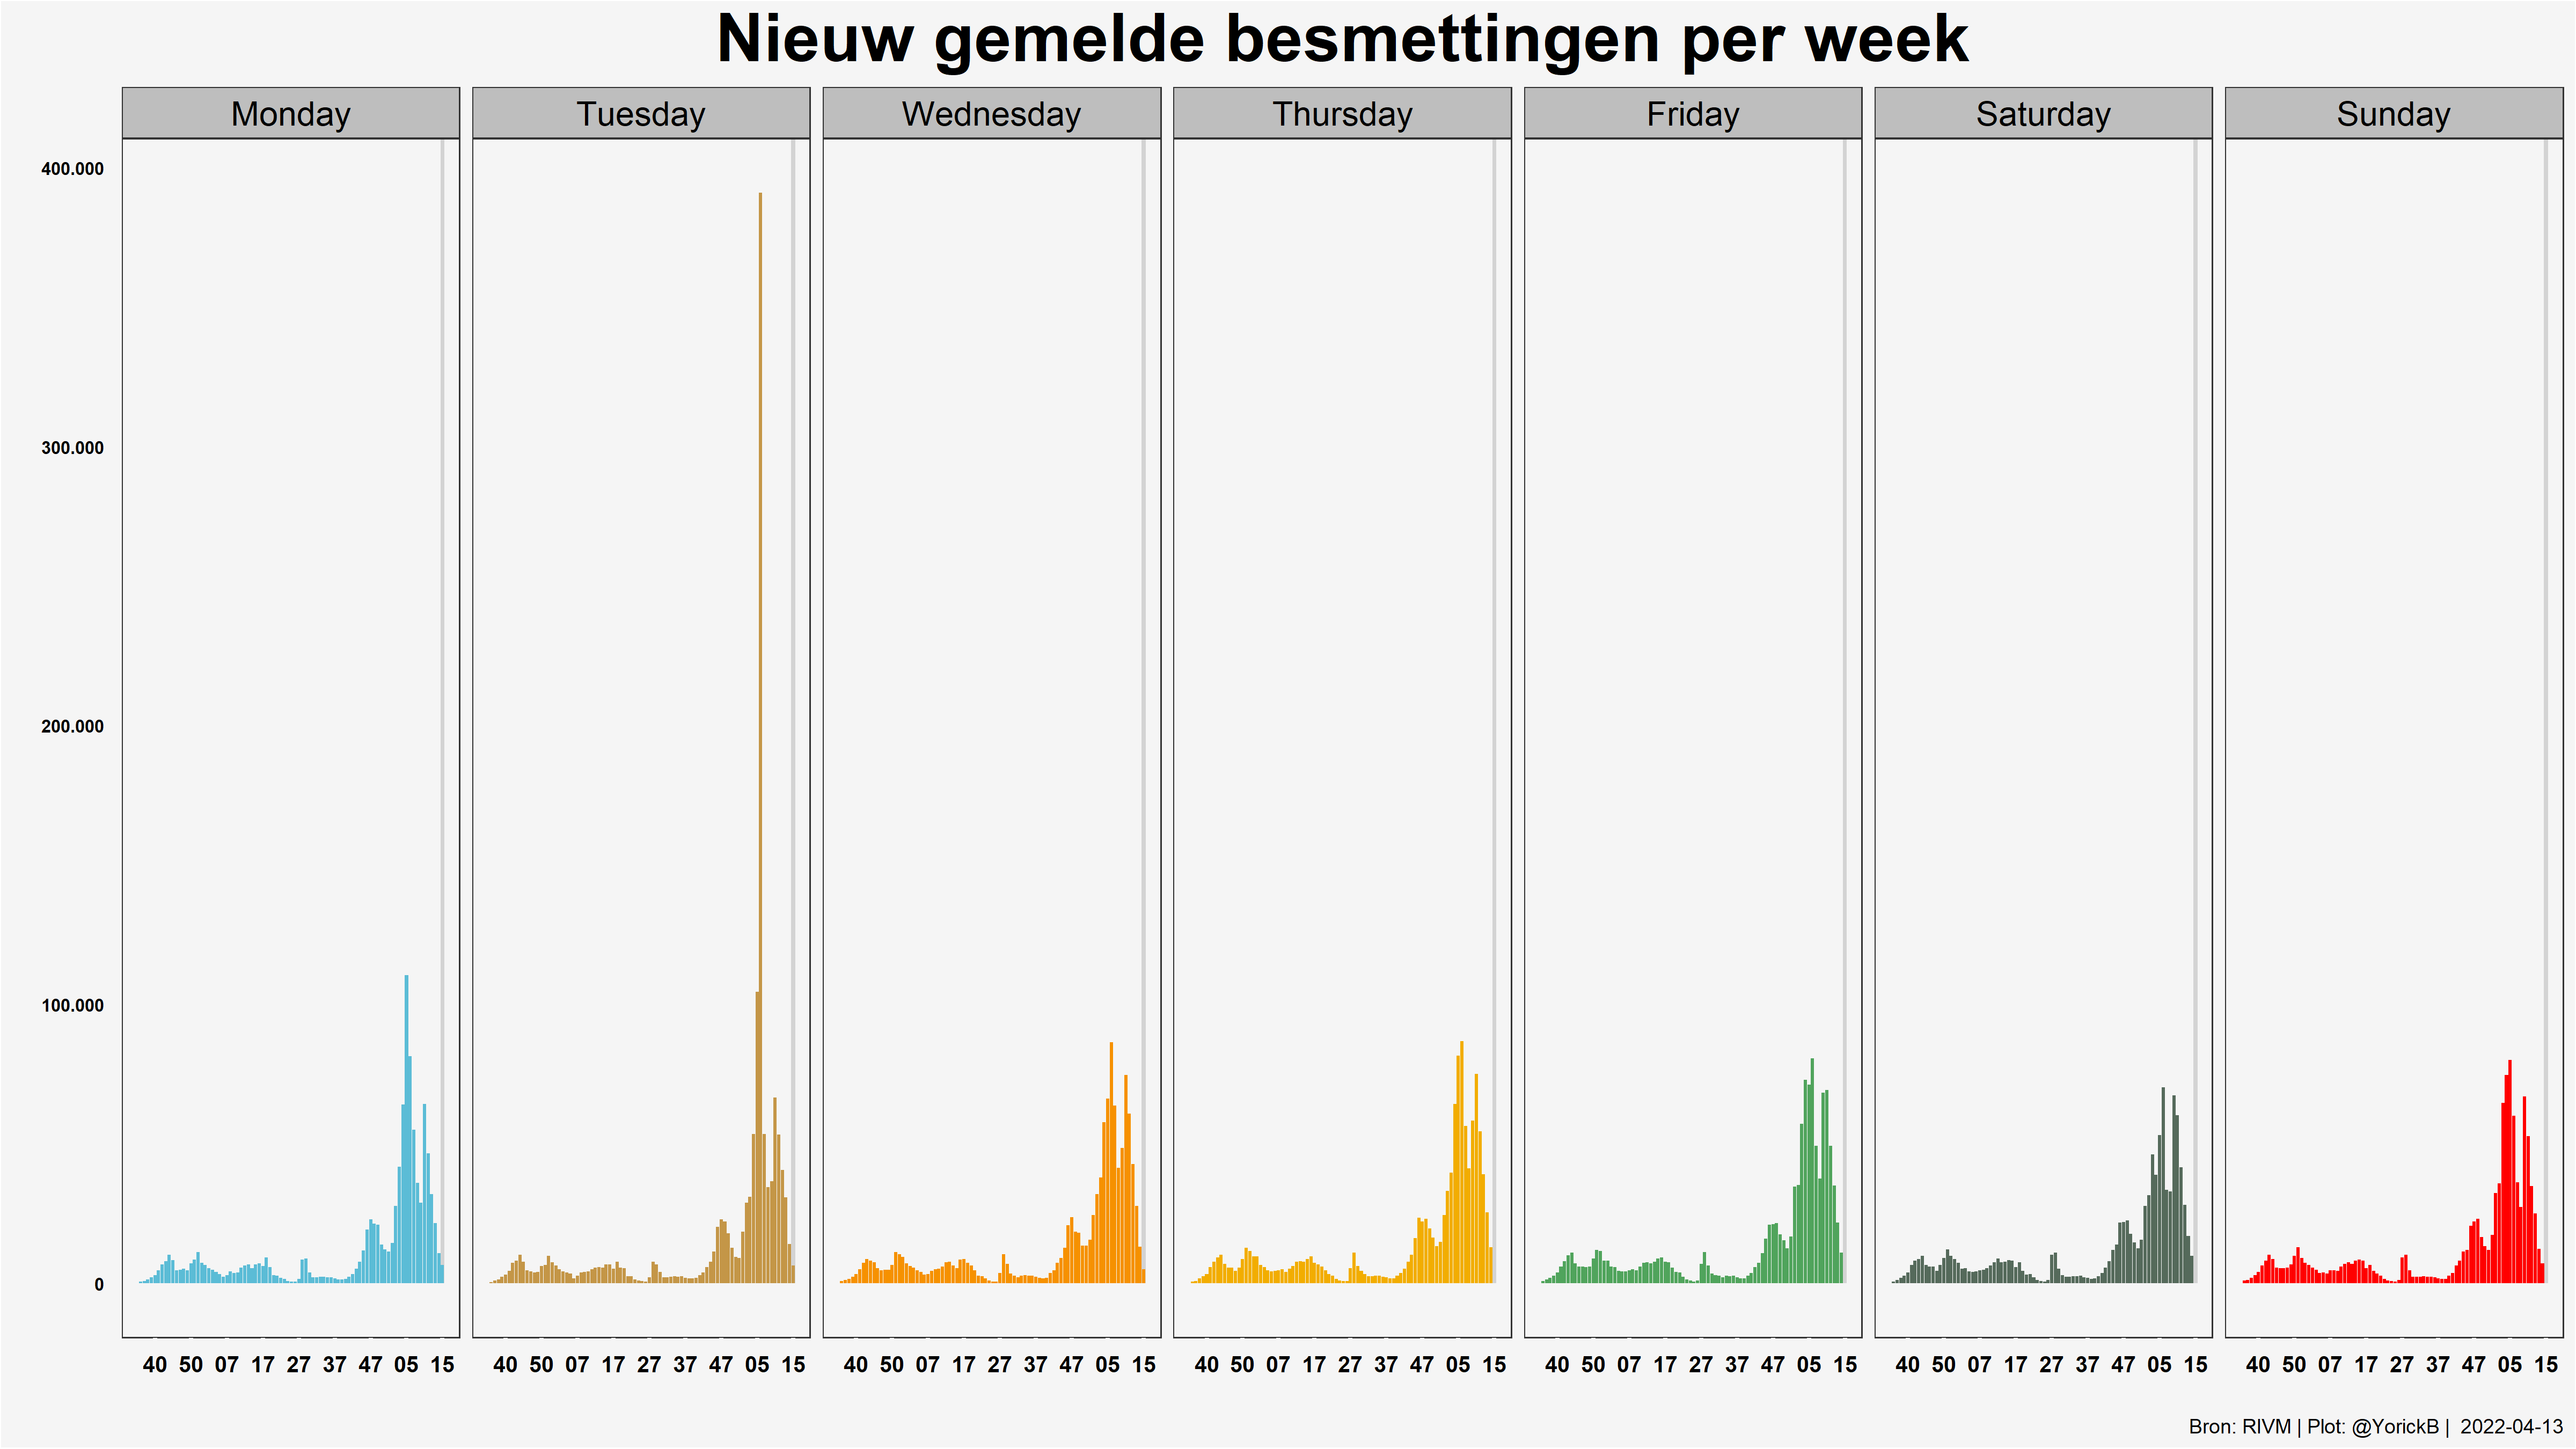 Nieuw gemelde besmettingen per week
Monday Tuesday Wednesday Thursday Friday Saturday Sunday
400.000
300.000
200.000
100.000
0
40 50 07 17 27 37 47 05 15 40 50 07 17 27 37 47 05 15 40 50 07 17 27 37 47 05 15 40 50 07 17 27 37 47 05 15 40 50 07 17 27 37 47 05 15 40 50 07 17 27 37 47 05 15 40 50 07 17 27 37 47 05 15
Bron: RIVM | Plot: @YorickB | 2022-04-13